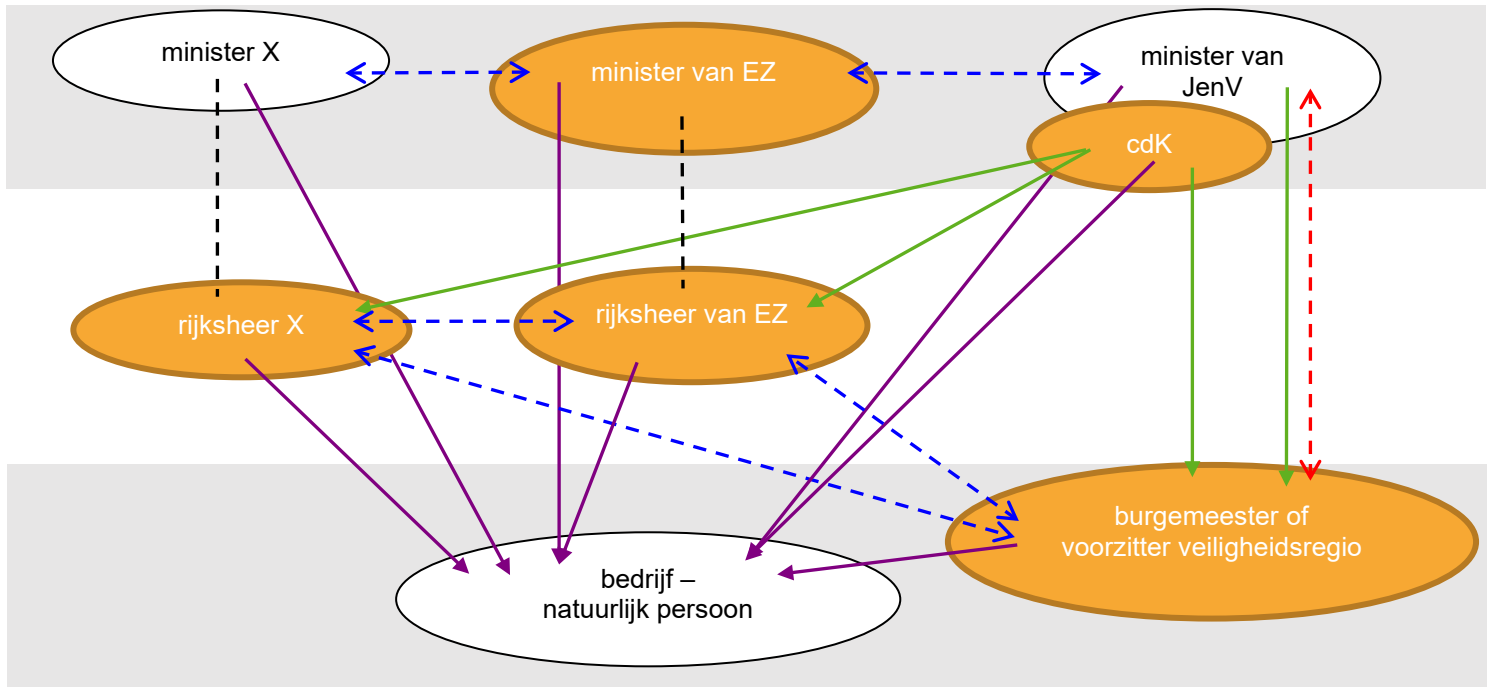 minister X
minister van EZ
minister van
JenV
cdK
rijksheer X
rijksheer van EZ
burgemeester of
voorzitter veiligheidsregio
bedrijf –
natuurlijk persoon